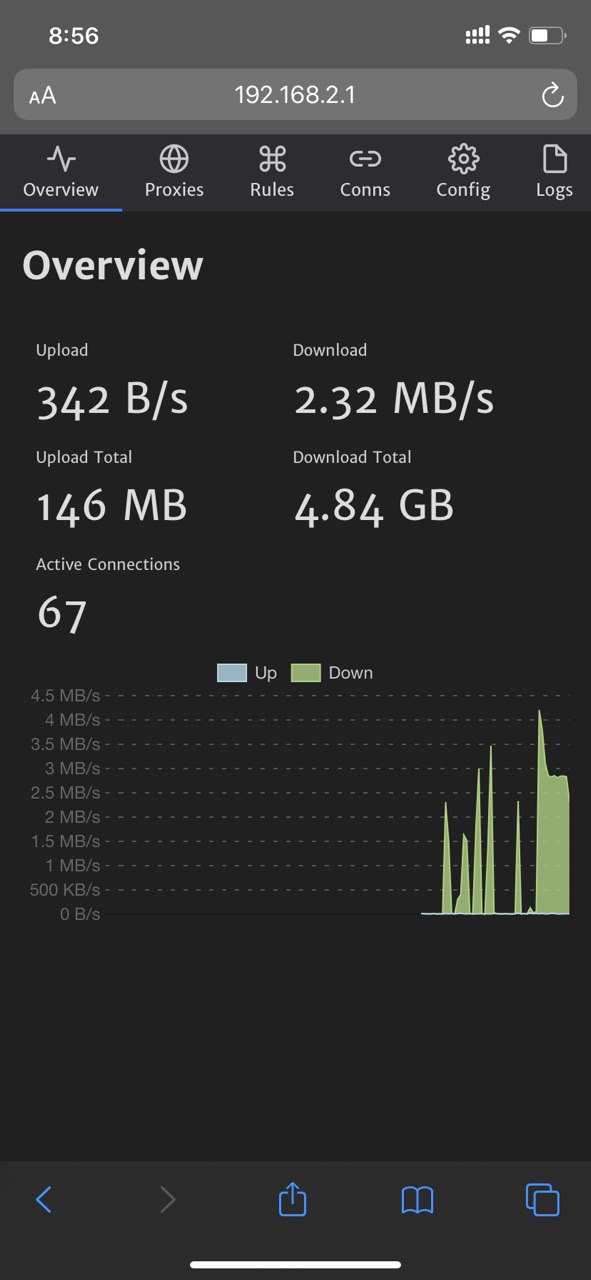 8:56
AA 192.168.2.1
Overview Proxies Rules Conns Config Logs
Overview
Upload Download
342 B/s 2.32 MB/s
Upload Total Download Total
146 MB 4.84 GB
Active Connections
67
Up Down
4.5 MB/s
4 MB/s
3.5 MB/s
3 MB/s
2.5 MB/s
2 MB/s
1.5 MB/s
1 MB/s
500 KB/s
0 B/s